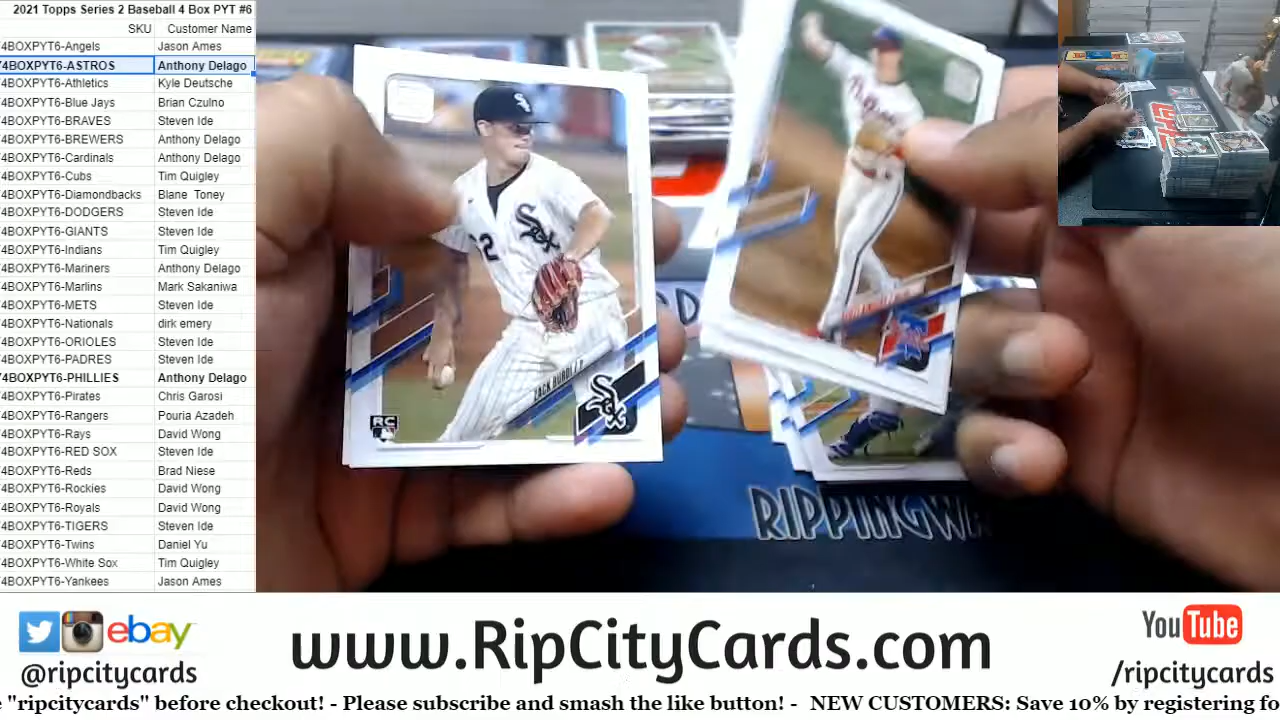 2021 Topps Series 2 Baseball 4 Box PYT #6
SKU Customer Name
4BOXPYT6-Angels Jason Ames
4BOXPYT6-ASTROS Anthony Delago
4BOXPYT6-Athletics Kyle Deutsche
4BOXPYT6-Blue Jays Brian Czulno
4BOXPYT6-BRAVES Steven Ide
4BOXPYT6-BREWERS Anthony Delago
4BOXPYT6-Cardinals Anthony Delago
4BOXPYT6-Cubs Tim Quigley
4BOXPYT6-Diamondbacks Blane Toney
4BOXPYT6-DODGERS Steven Ide
4BOXPYT6-GIANTS Steven Ide
4BOXPYT6-Indians Tim Quigley
4BOXPYT6-Mariners Anthony Delago
4BOXPYT6-Marlins Mark Sakaniwa
4BOXPYT6-METS Steven Ide
4BOXPYT6-Nationals dirk emery
4BOXPYT6-ORIOLES Steven Ide
4BOXPYT6-PADRES Steven Ide
4BOXPYT6-PHILLIES Anthony Delago
4BOXPYT6-Pirates Chris Garosi
4BOXPYT6-Rangers Pouria Azadeh
4BOXPYT6-Rays David Wong
4BOXPYT6-RED SOX Steven Ide
4BOXPYT6-Reds Brad Niese
4BOXPYT6-Rockies David Wong
4BOXPYT6-Royals David Wong
4BOXPYT6-TIGERS Steven Ide
4BOXPYT6-Twins Daniel Yu
4BOXPYT6-White Sox Tim Quigley
4BOXPYT6-Yankees Jason Ames
Sox
ZACK
Sox
RC
RIPPINGW
ebay
@ripcitycards
www.RipCityCards.com
YouTube
/ripcitycards
"ripcitycards" before checkout! - Please subscribe and smash the like button! - NEW CUSTOMERS: Save 10% by registering fo